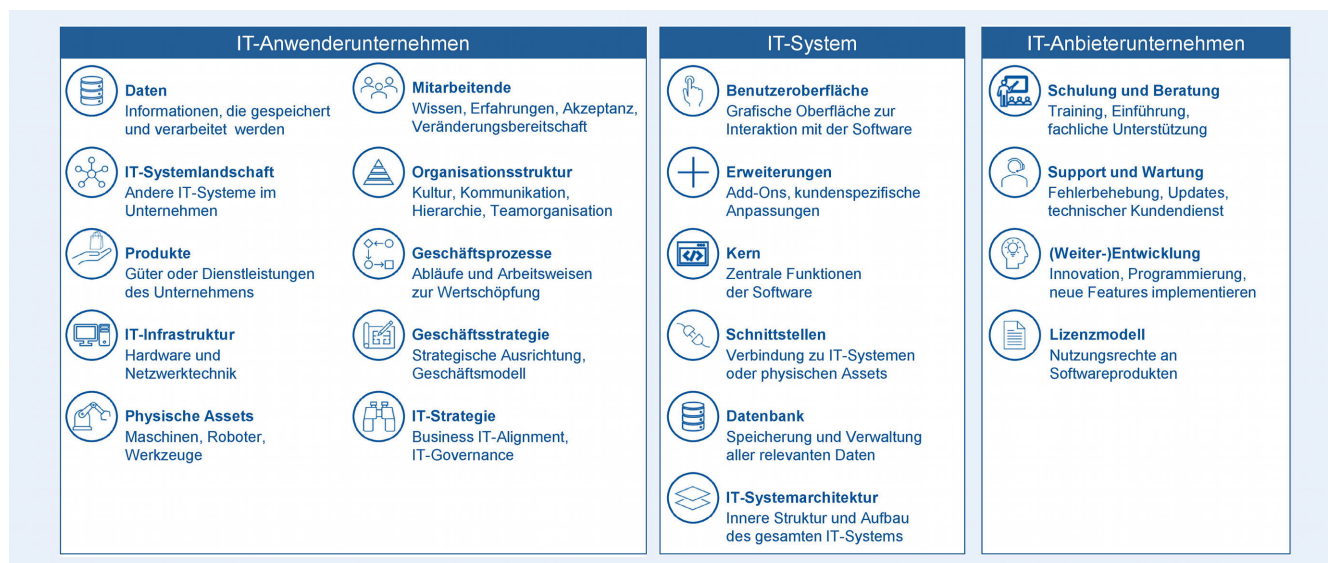 IT-Anwenderunternehmen
Daten
Informationen, die gespeichert
und verarbeitet werden
IT-Systemlandschaft
Andere IT-Systeme im
Unternehmen
Produkte
Güter oder Dienstleistungen
des Unternehmens
IT-Infrastruktur
Hardware und
Netzwerktechnik
Physische Assets
Maschinen, Roboter,
Werkzeuge
Mitarbeitende
Wissen, Erfahrungen, Akzeptanz,
Veränderungsbereitschaft
Organisationsstruktur
Kultur, Kommunikation,
Hierarchie, Teamorganisation
Geschäftsprozesse
Abläufe und Arbeitsweisen
zur Wertschöpfung
Geschäftsstrategie
Strategische Ausrichtung,
Geschäftsmodell
IT-Strategie
Business IT-Alignment,
IT-Governance
IT-System
Benutzeroberfläche
Grafische Oberfläche zur
Interaktion mit der Software
Erweiterungen
Add-Ons, kundenspezifische
Anpassungen
Kern
Zentrale Funktionen
der Software
Schnittstellen
Verbindung zu IT-Systemen
oder physischen Assets
Datenbank
Speicherung und Verwaltung
aller relevanten Daten
IT-Systemarchitektur
Innere Struktur und Aufbau
des gesamten IT-Systems
IT-Anbieterunternehmen
Schulung und Beratung
Training, Einführung,
fachliche Unterstützung
Support und Wartung
Fehlerbehebung, Updates,
technischer Kundendienst
(Weiter-)Entwicklung
Innovation, Programmierung,
neue Features implementieren
Lizenzmodell
Nutzungsrechte an
Softwareprodukten